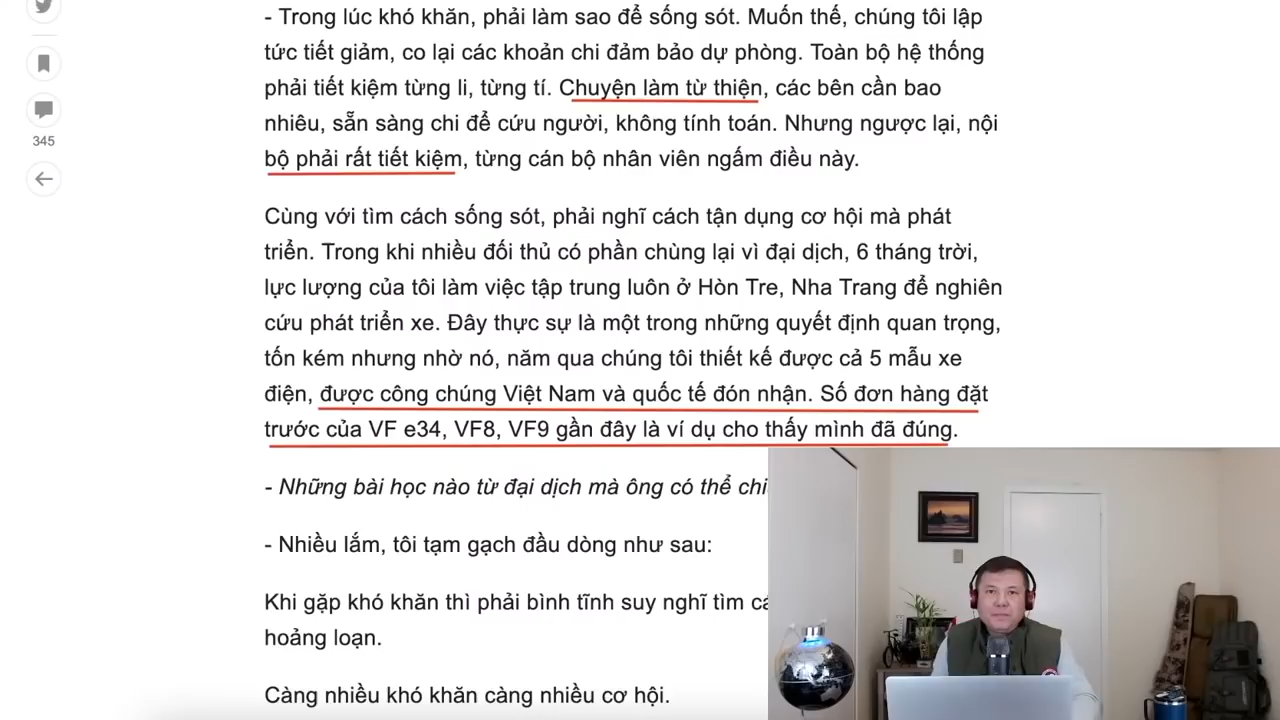 - Trong lúc khó khăn, phải làm sao để sống sót. Muốn thế, chúng tôi lập
tức tiết giảm, co lại các khoản chi đảm bảo dự phòng. Toàn bộ hệ thống
phải tiết kiệm từng li, từng tí. Chuyện làm từ thiện, các bên cần bao
nhiêu, sẵn sàng chi để cứu người, không tính toán. Nhưng ngược lại, nội
bộ phải rất tiết kiệm, từng cán bộ nhân viên ngấm điều này.
345
Cùng với tìm cách sống sót, phải nghĩ cách tận dụng cơ hội mà phát
triển. Trong khi nhiều đối thủ có phần chùng lại vì đại dịch, 6 tháng trời,
lực lượng của tôi làm việc tập trung luôn ở Hòn Tre, Nha Trang để nghiên
cứu phát triển xe. Đây thực sự là một trong những quyết định quan trọng,
tốn kém nhưng nhờ nó, năm qua chúng tôi thiết kế được cả 5 mẫu xe
điện, được công chúng Việt Nam và quốc tế đón nhận. Số đơn hàng đặt
trước của VF e34, VF8, VF9 gần đây là ví dụ cho thấy mình đã đúng.
- Những bài học nào từ đại dịch mà ông có thể
- Nhiều lắm, tôi tạm gạch đầu dòng như sau:
Khi gặp khó khăn thì phải bình tĩnh suy nghĩ tìm
hoảng loạn.
Càng nhiều khó khăn càng nhiều cơ hội.